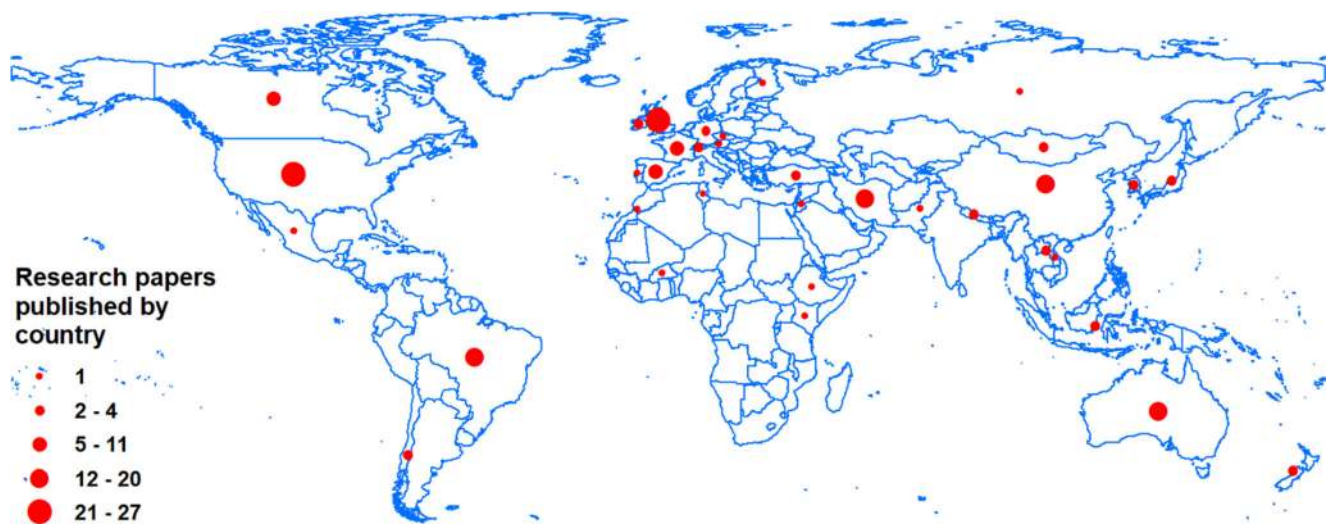 Research papers
published by
country
1
2 - 4
5 - 11
12 - 20
21 - 27